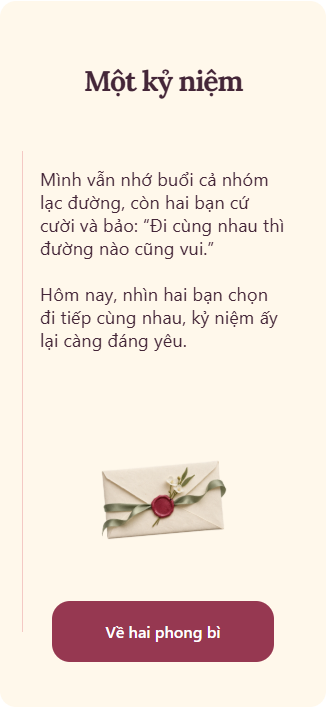 Một kỷ niệm
Mình vẫn nhớ buổi cả nhóm
lạc đường, còn hai bạn cứ
cười và bảo: “Đi cùng nhau thì
đường nào cũng vui.”
Hôm nay, nhìn hai bạn chọn
đi tiếp cùng nhau, kỷ niệm ấy
lại càng đáng yêu.
Về hai phong bì